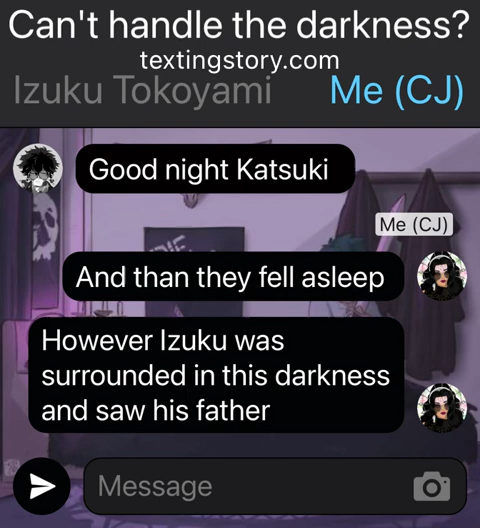 Can't handle the darkness?
textingstory.com
Izuku Tokoyami Me (CJ)
Good night Katsuki
Me (CJ)
And than they fell asleep
However Izuku was
surrounded in this darkness
and saw his father
Message